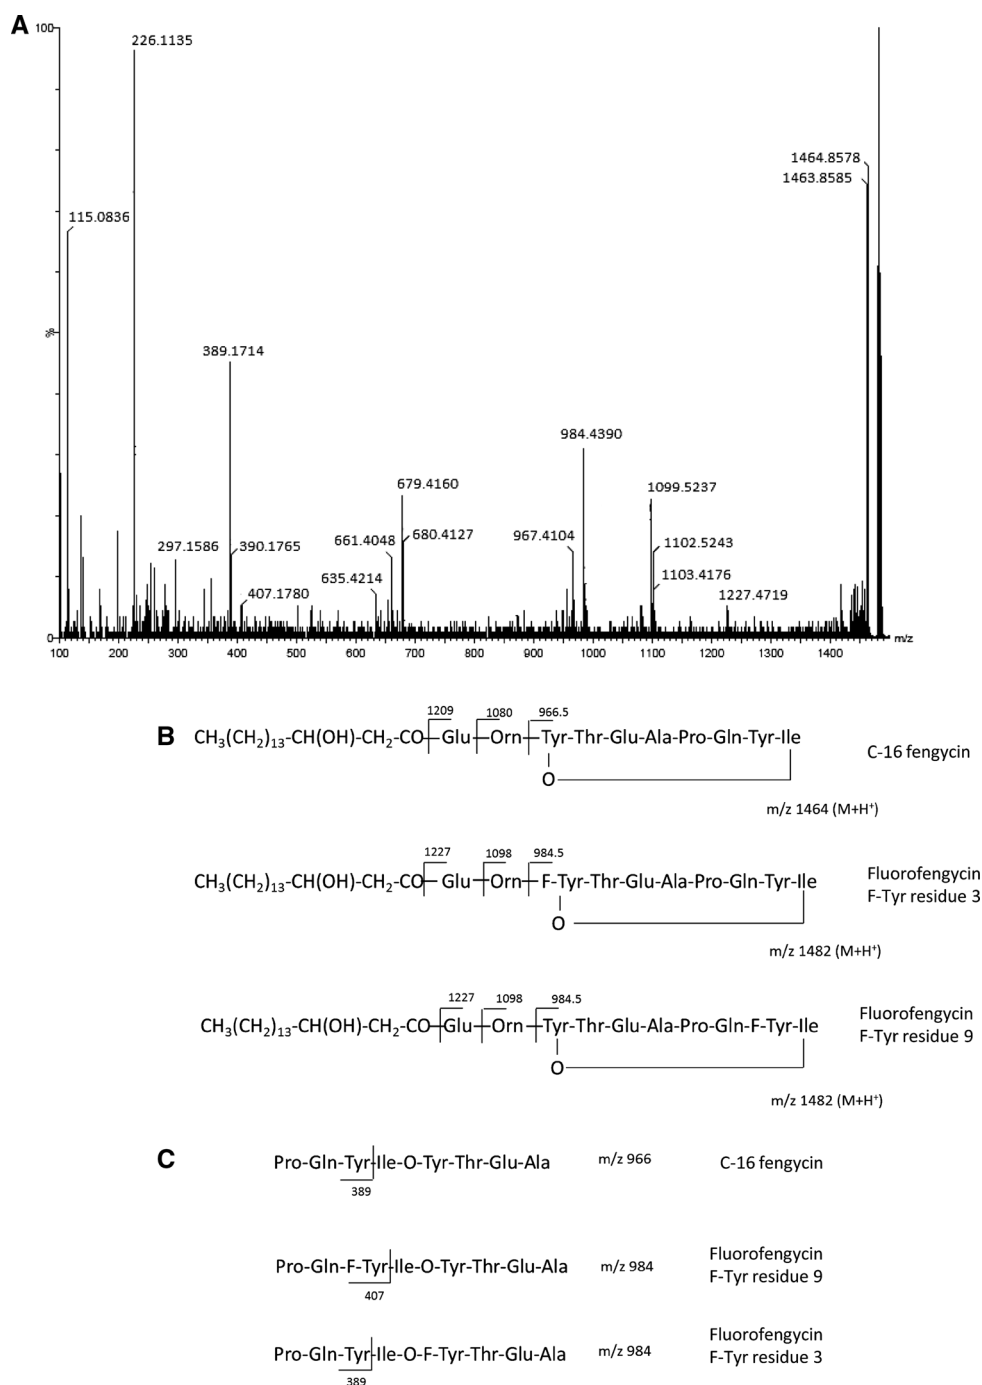 A
100
226.1135
1464.8578
1463.8585
115.0836
%
389.1714
984.4390
679.4160
1099.5237
661.4048
680.4127
967.4104
297.1586
390.1765
1102.5243
635.4214
1103.4176
407.1780
1227.4719
0
m/z
100 200 300 400 500 600 700 800 900 1000 1100 1200 1300 1400
B
1209 1080 966.5
CH3(CH2)13-CH(OH)-CH2-CO-Glu-Orn-Tyr-Thr-Glu-Ala-Pro-Gln-Tyr-Ile
C-16 fengycin
O
m/z 1464 (M+H+)
1227 1098 984.5
CH3(CH2)13-CH(OH)-CH2-CO-Glu-Orn-F-Tyr-Thr-Glu-Ala-Pro-Gln-Tyr-Ile
Fluorofengycin
F-Tyr residue 3
O
m/z 1482 (M+H+)
1227 1098 984.5
CH3(CH2)13-CH(OH)-CH2-CO-Glu-Orn-Tyr-Thr-Glu-Ala-Pro-Gln-F-Tyr-Ile
Fluorofengycin
F-Tyr residue 9
O
m/z 1482 (M+H+)
C
Pro-Gln-Tyr-Ile-O-Tyr-Thr-Glu-Ala m/z 966 C-16 fengycin
389
Pro-Gln-F-Tyr-Ile-O-Tyr-Thr-Glu-Ala m/z 984
Fluorofengycin
F-Tyr residue 9
407
Pro-Gln-Tyr-Ile-O-F-Tyr-Thr-Glu-Ala m/z 984
Fluorofengycin
F-Tyr residue 3
389